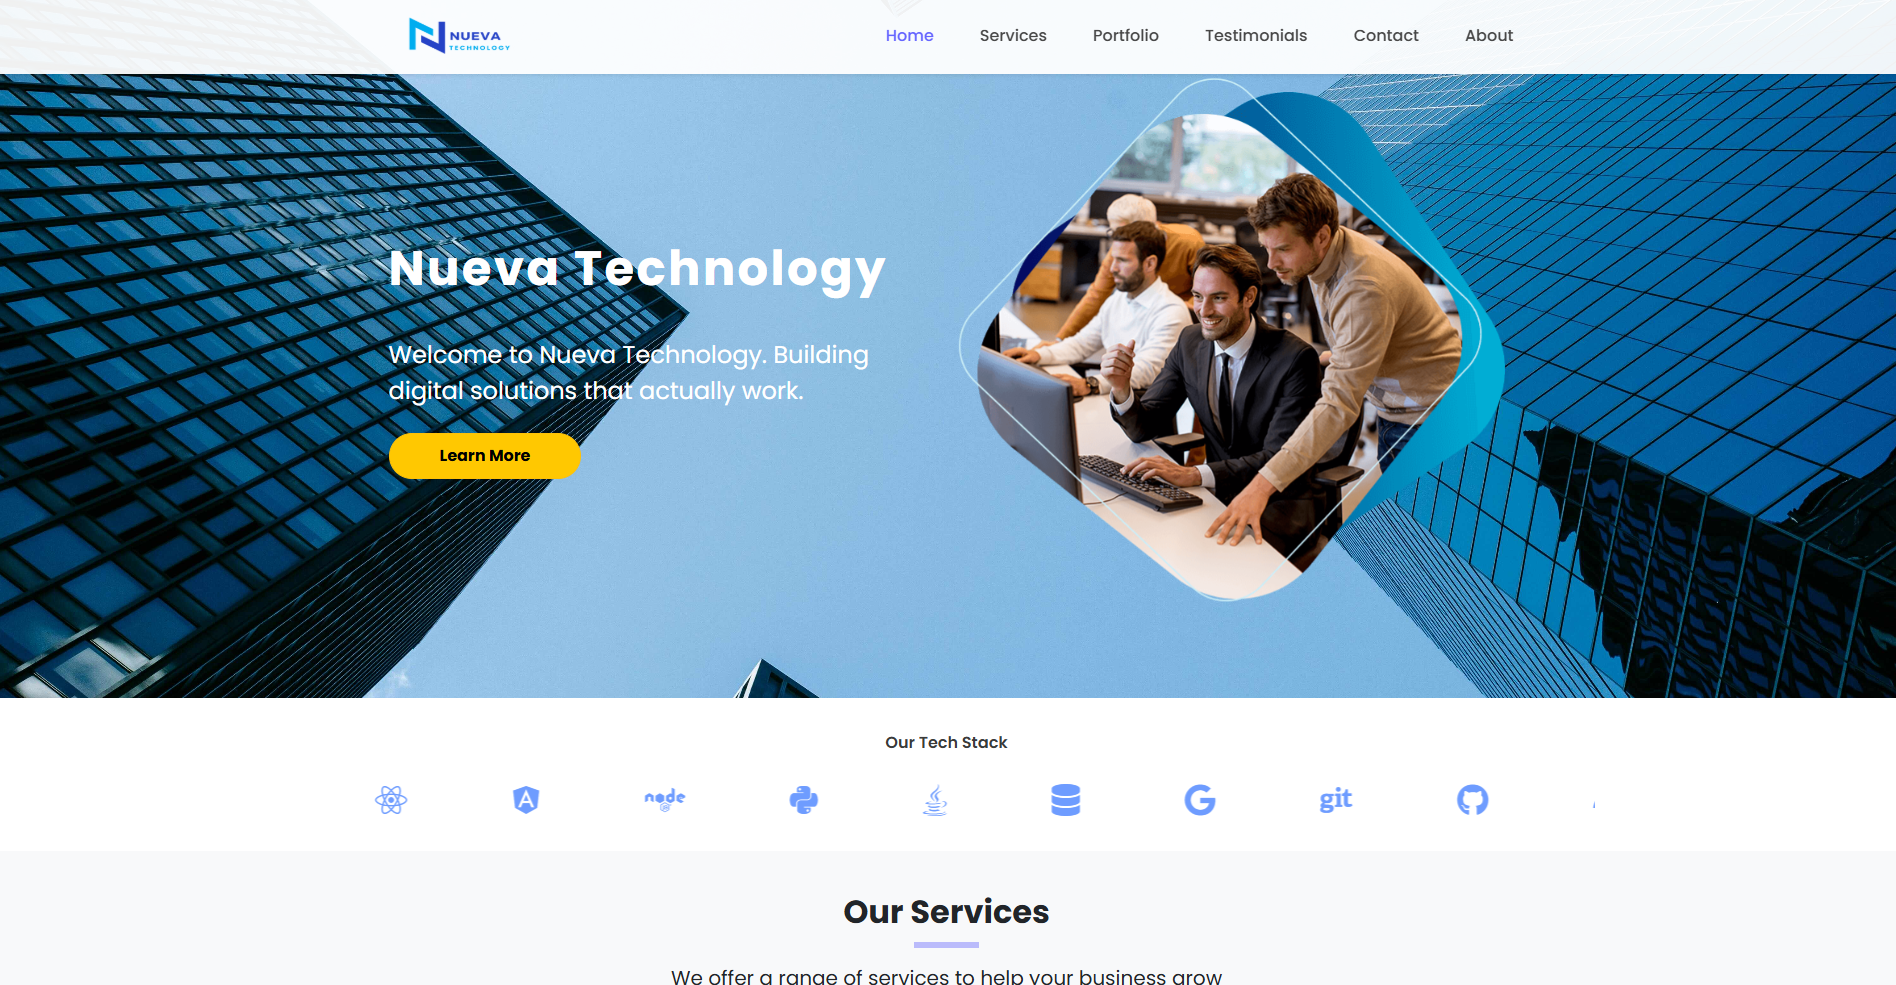 NUEVA
TECHNOLOGY
Home Services Portfolio Testimonials Contact About
Nueva Technology
Welcome to Nueva Technology. Building
digital solutions that actually work.
Learn More
Our Tech Stack
node
git
Our Services
We offer a range of services to help your business grow